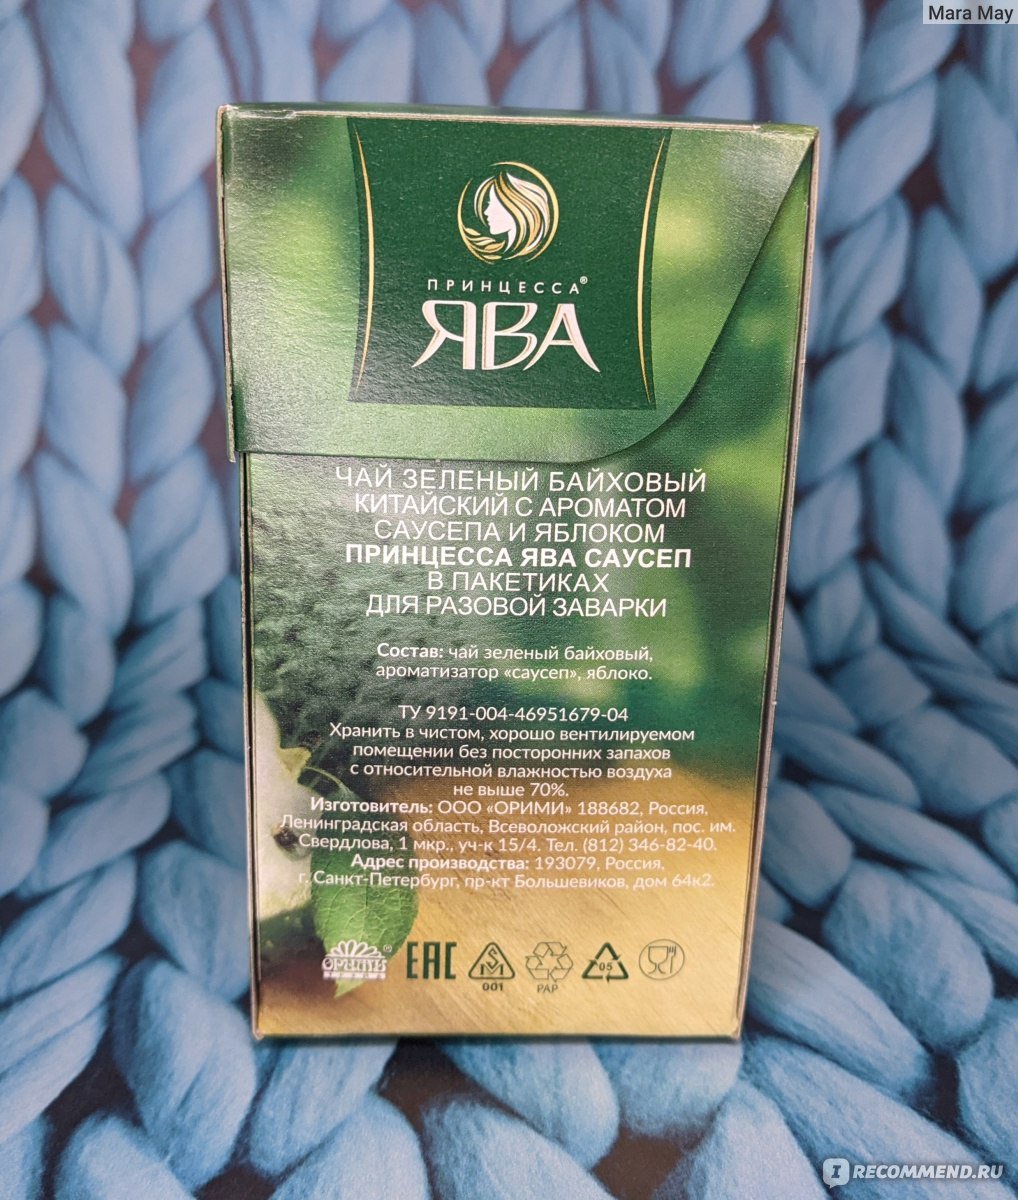 Mara May
ПРИНЦЕССА®
ЯВА
ЧАЙ ЗЕЛЕНЫЙ БАЙХОВЫЙ
КИТАЙСКИЙ С АРОМАТОМ
САУСЕПА И ЯБЛОКОМ
ПРИНЦЕССА ЯВА САУСЕП
В ПАКЕТИКАХ
ДЛЯ РАЗОВОЙ ЗАВАРКИ
Состав: чай зеленый байховый,
ароматизатор «саусеп», яблоко.
ТУ 9191-004-46951679-04
Хранить в чистом, хорошо вентилируемом
помещении без посторонних запахов
с относительной влажностью воздуха
не выше 70%.
Изготовитель: ООО «ОРИМИ» 188682, Россия,
Ленинградская область, Всеволожский район, пос. им.
Свердлова, 1 мкр., уч-к 15/4. Тел. (812) 346-82-40.
Адрес производства: 193079, Россия,
г. Санкт-Петербург, пр-кт Большевиков, дом 64к2.
ОРИМИ® ЕАС 05
ТРЭЙД 001 PAP
IRECOMMEND.RU